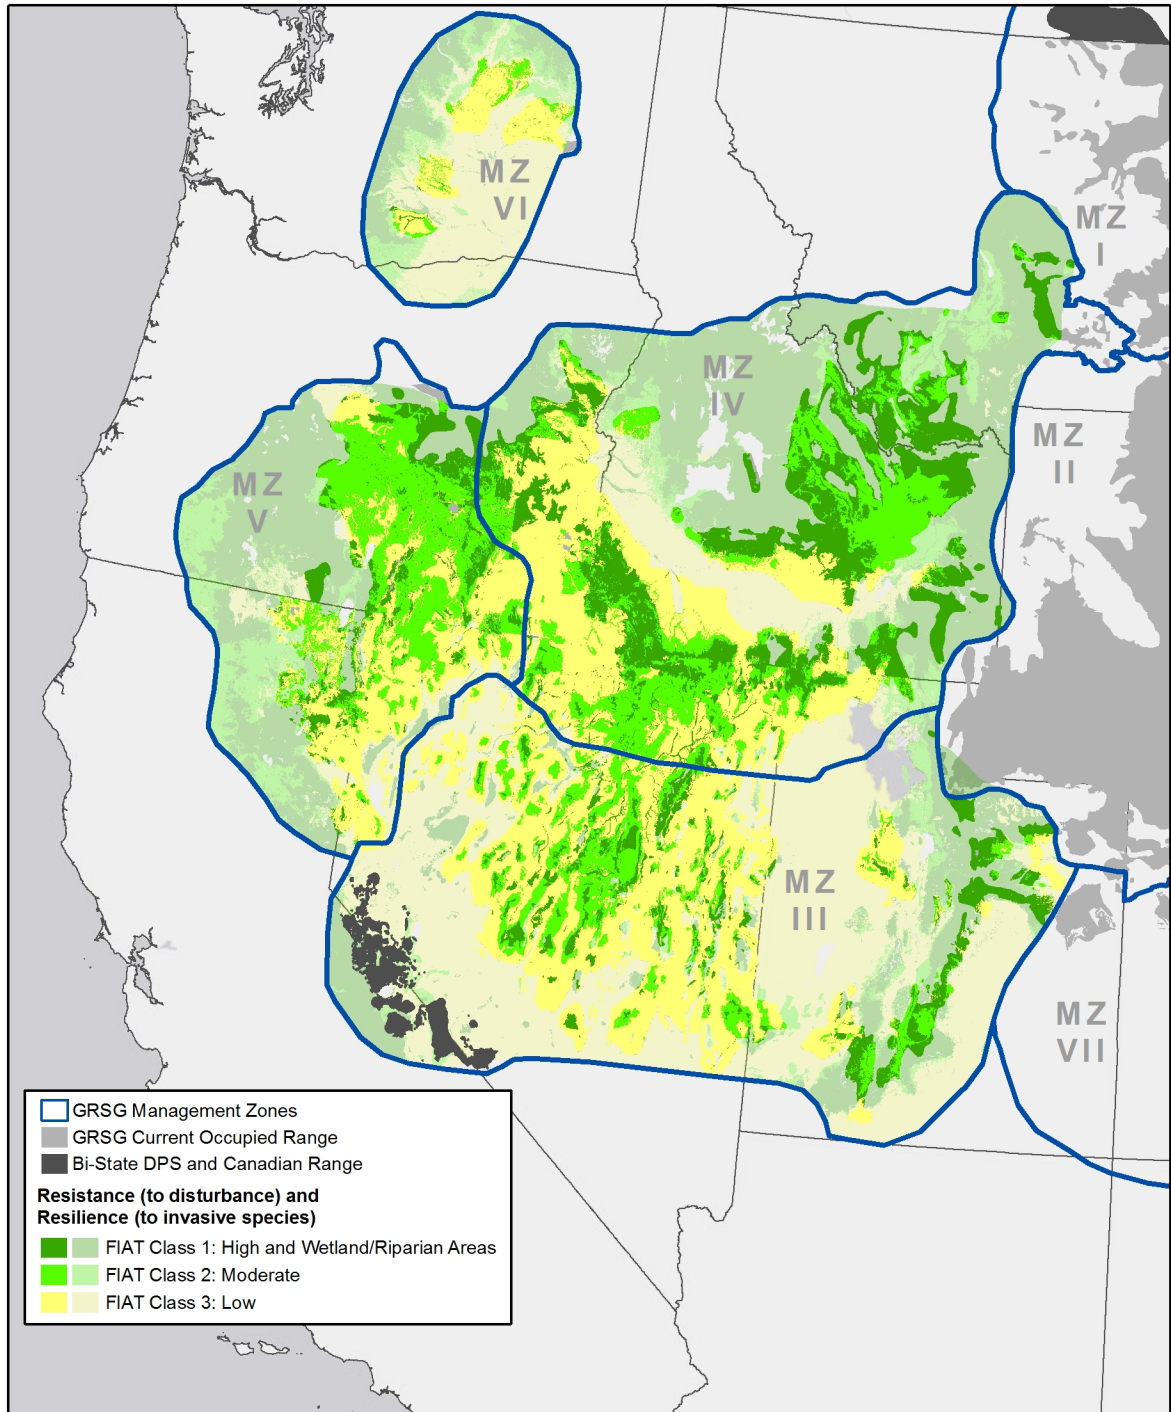 MZ
VI
MZ
I
MZ
IV
MZ
II
MZ
V
MZ
III
MZ
VII
GRSG Management Zones
GRSG Current Occupied Range
Bi-State DPS and Canadian Range
Resistance (to disturbance) and
Resilience (to invasive species)
FIAT Class 1: High and Wetland/Riparian Areas
FIAT Class 2: Moderate
FIAT Class 3: Low